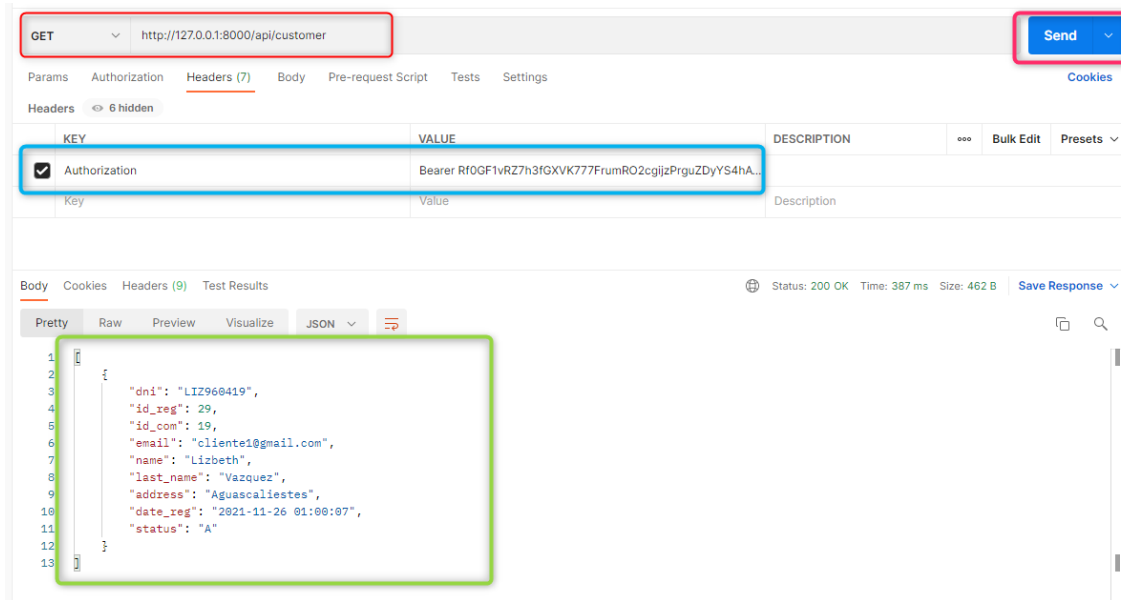 GET http://127.0.0.1:8000/api/customer Send
Params Authorization Headers (7) Body Pre-request Script Tests Settings Cookies
Headers 6 hidden
KEY VALUE DESCRIPTION ooo Bulk Edit Presets
Authorization Bearer Rf0GF1vRZ7h3fGXVK777FrumRO2cgijzPrguZDyYS4hA...
Key Value Description
Body Cookies Headers (9) Test Results Status: 200 OK Time: 387 ms Size: 462 B Save Response
Pretty Raw Preview Visualize JSON
1 [
2 {
3 "dni": "LIZ960419",
4 "id_reg": 29,
5 "id_com": 19,
6 "email": "cliente1@gmail.com",
7 "name": "Lizbeth",
8 "last_name": "Vazquez",
9 "address": "Aguascaliestes",
10 "date_reg": "2021-11-26 01:00:07",
11 "status": "A"
12 }
13 ]